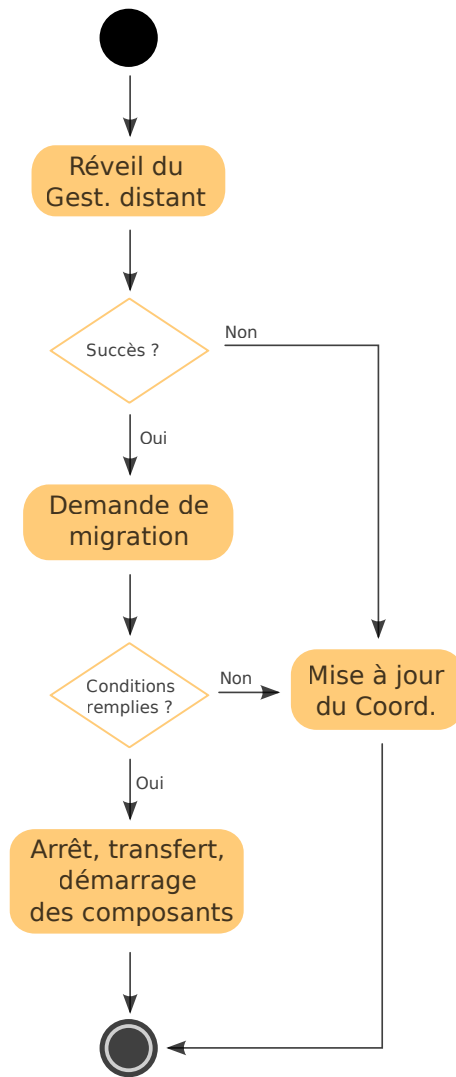 Réveil du
Gest. distant
Succès ?
Non
Oui
Demande de
migration
Conditions
remplies ?
Non
Mise à jour
du Coord.
Oui
Arrêt, transfert,
démarrage
des composants